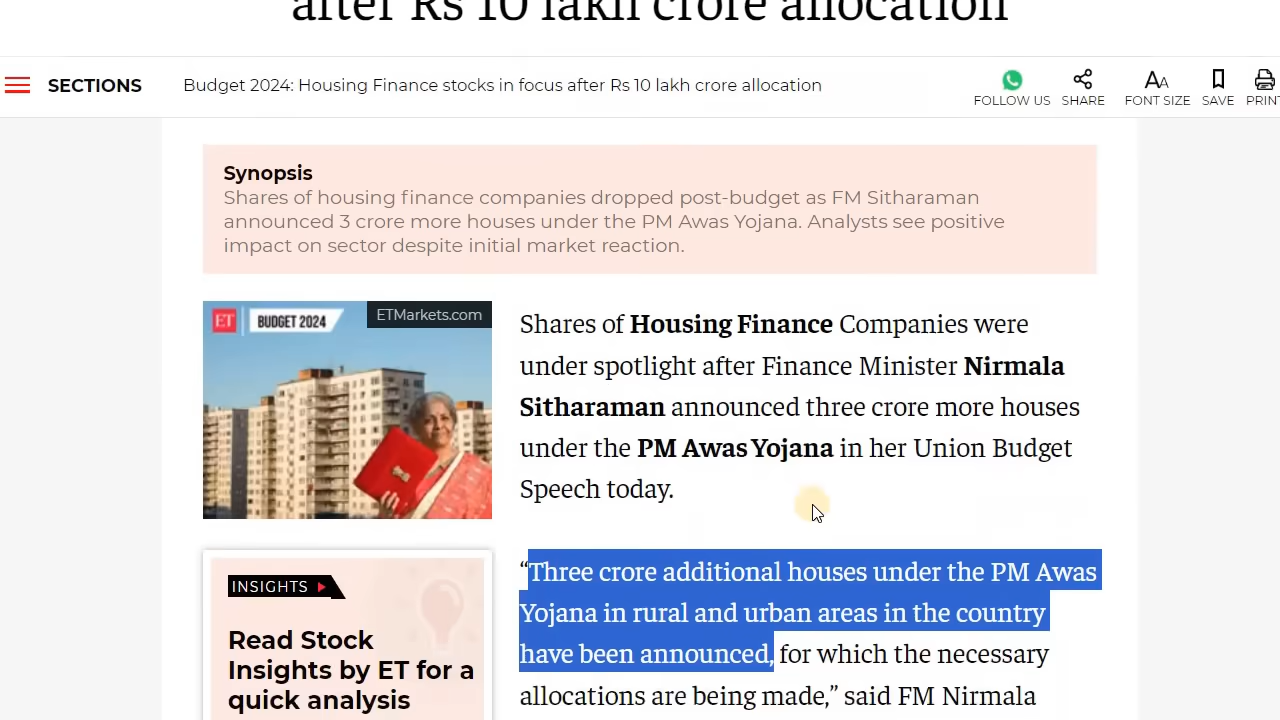 after Rs 10 lakh crore allocation
SECTIONS
Budget 2024: Housing Finance stocks in focus after Rs 10 lakh crore allocation
FOLLOW US
SHARE
AA
FONT SIZE
SAVE
PRINT
Synopsis
Shares of housing finance companies dropped post-budget as FM Sitharaman
announced 3 crore more houses under the PM Awas Yojana. Analysts see positive
impact on sector despite initial market reaction.
ET
BUDGET 2024
ETMarkets.com
Shares of Housing Finance Companies were
under spotlight after Finance Minister Nirmala
Sitharaman announced three crore more houses
under the PM Awas Yojana in her Union Budget
Speech today.
“Three crore additional houses under the PM Awas
Yojana in rural and urban areas in the country
have been announced, for which the necessary
allocations are being made,” said FM Nirmala
INSIGHTS
Read Stock
Insights by ET for a
quick analysis